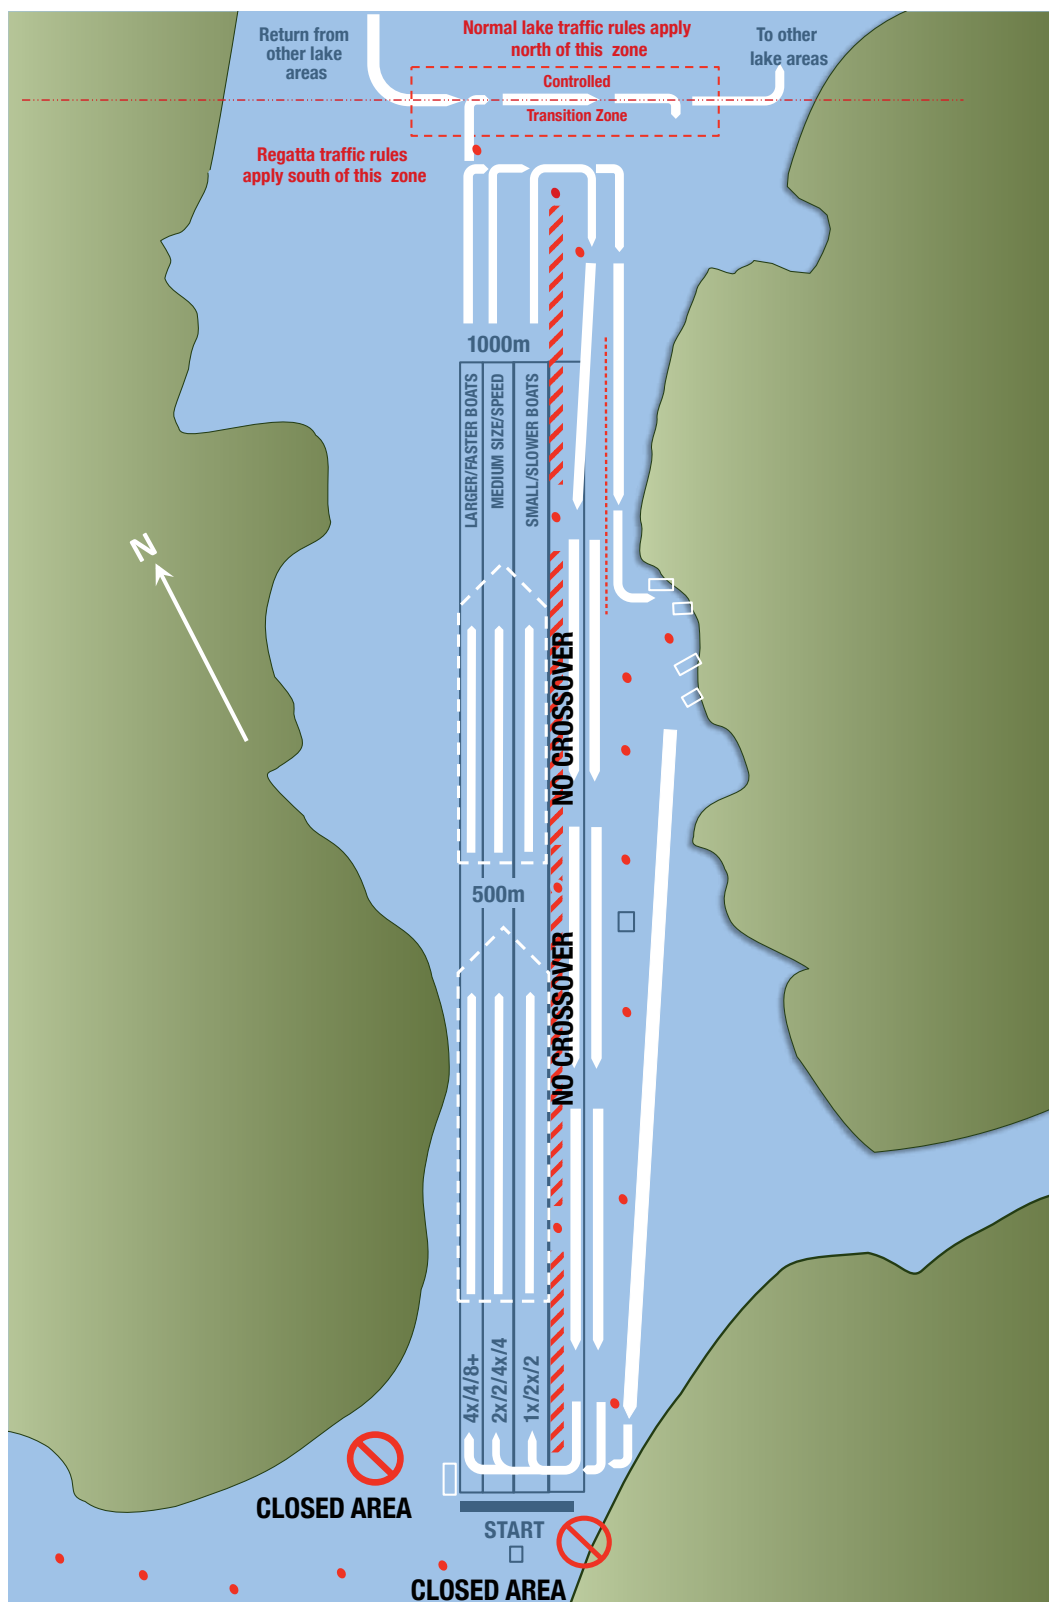 Return from
other lake
areas
Normal lake traffic rules apply
north of this zone
To other
lake areas
Controlled
Transition Zone
Regatta traffic rules
apply south of this zone
1000m
LARGER/FASTER BOATS
MEDIUM SIZE/SPEED
SMALL/SLOWER BOATS
N
NO CROSSOVER
500m
NO CROSSOVER
4x/4/8+
2x/2/4x/4
1x/2x/2
CLOSED AREA
START
CLOSED AREA